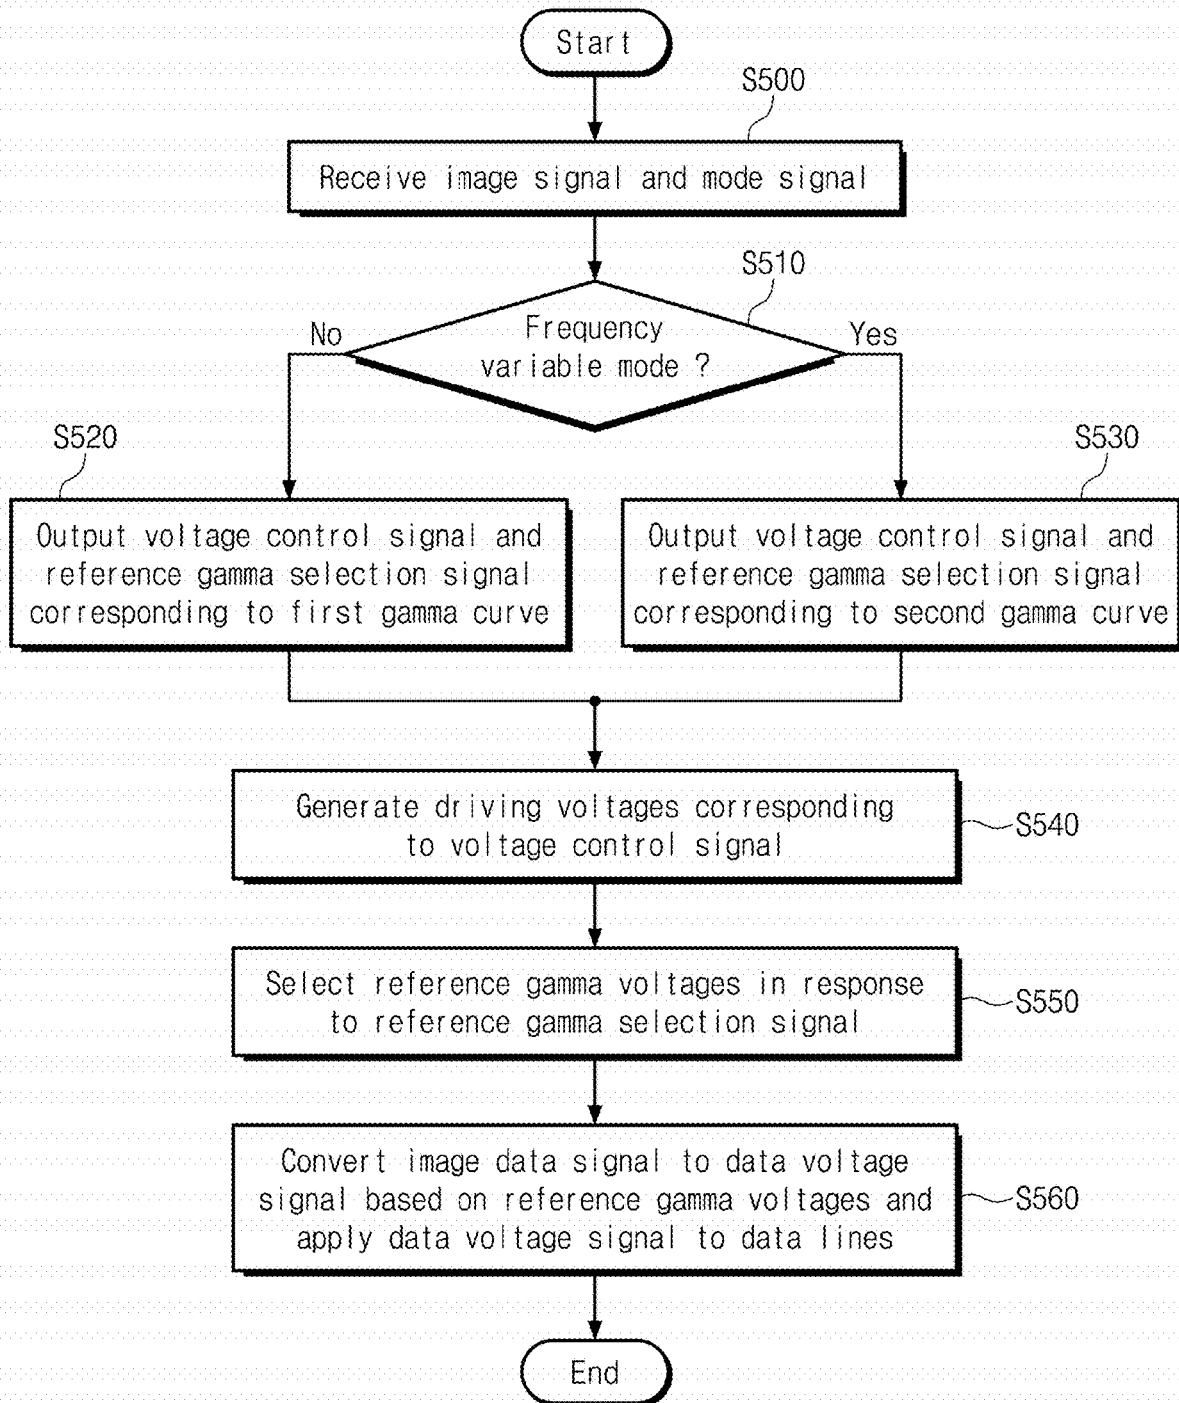 Start
S500
Receive image signal and mode signal
S510
Frequency
variable mode ?
No
Yes
S520
Output voltage control signal and
reference gamma selection signal
corresponding to first gamma curve
S530
Output voltage control signal and
reference gamma selection signal
corresponding to second gamma curve
Generate driving voltages corresponding
to voltage control signal
S540
Select reference gamma voltages in response
to reference gamma selection signal
S550
Convert image data signal to data voltage
signal based on reference gamma voltages and
apply data voltage signal to data lines
S560
End